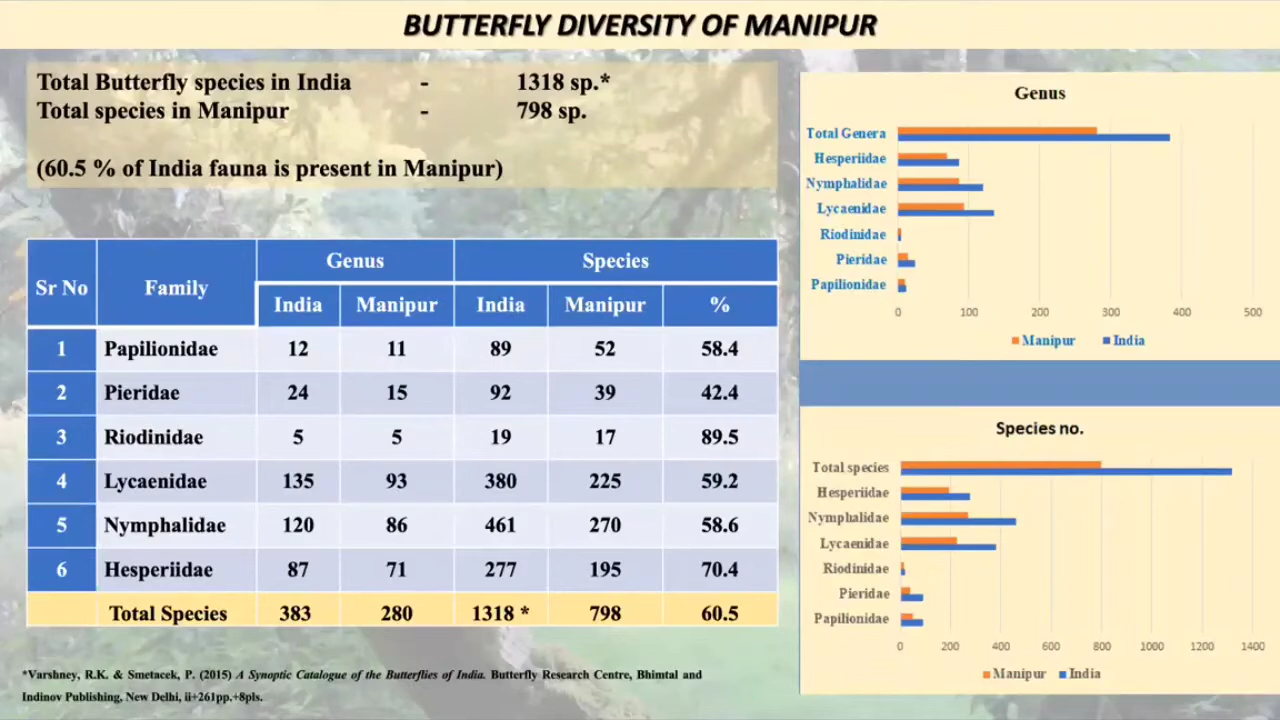 BUTTERFLY DIVERSITY OF MANIPUR
Total Butterfly species in India - 1318 sp.*
Total species in Manipur - 798 sp.
(60.5 % of India fauna is present in Manipur)
Sr No Family Genus Species
India Manipur India Manipur %
1 Papilionidae 12 11 89 52 58.4
2 Pieridae 24 15 92 39 42.4
3 Riodinidae 5 5 19 17 89.5
4 Lycaenidae 135 93 380 225 59.2
5 Nymphalidae 120 86 461 270 58.6
6 Hesperiidae 87 71 277 195 70.4
Total Species 383 280 1318 * 798 60.5
*Varshney, R.K. & Smetacek, P. (2015) A Synoptic Catalogue of the Butterflies of India. Butterfly Research Centre, Bhimtal and
Indinov Publishing, New Delhi, ii+261pp.+8pls.
Genus
Total Genera
Hesperiidae
Nymphalidae
Lycaenidae
Riodinidae
Pieridae
Papilionidae
0 100 200 300 400 500
Manipur India
Species no.
Total species
Hesperiidae
Nymphalidae
Lycaenidae
Riodinidae
Pieridae
Papilionidae
0 200 400 600 800 1000 1200 1400
Manipur India